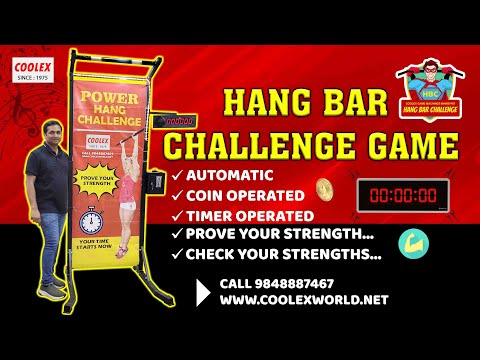 COOLEX
SINCE : 1975
POWER
HANG
CHALLENGE
COOLEX
CALL 9848887467
PROVE YOUR
STRENGTH
YOUR TIME
STARTS NOW
HBC
HANG BAR CHALLENGE
HANG BAR
CHALLENGE GAME
✓ AUTOMATIC
✓ COIN OPERATED
✓ TIMER OPERATED
✓ PROVE YOUR STRENGTH...
✓ CHECK YOUR STRENGTHS...
00:00:00
CALL 9848887467
WWW.COOLEXWORLD.NET